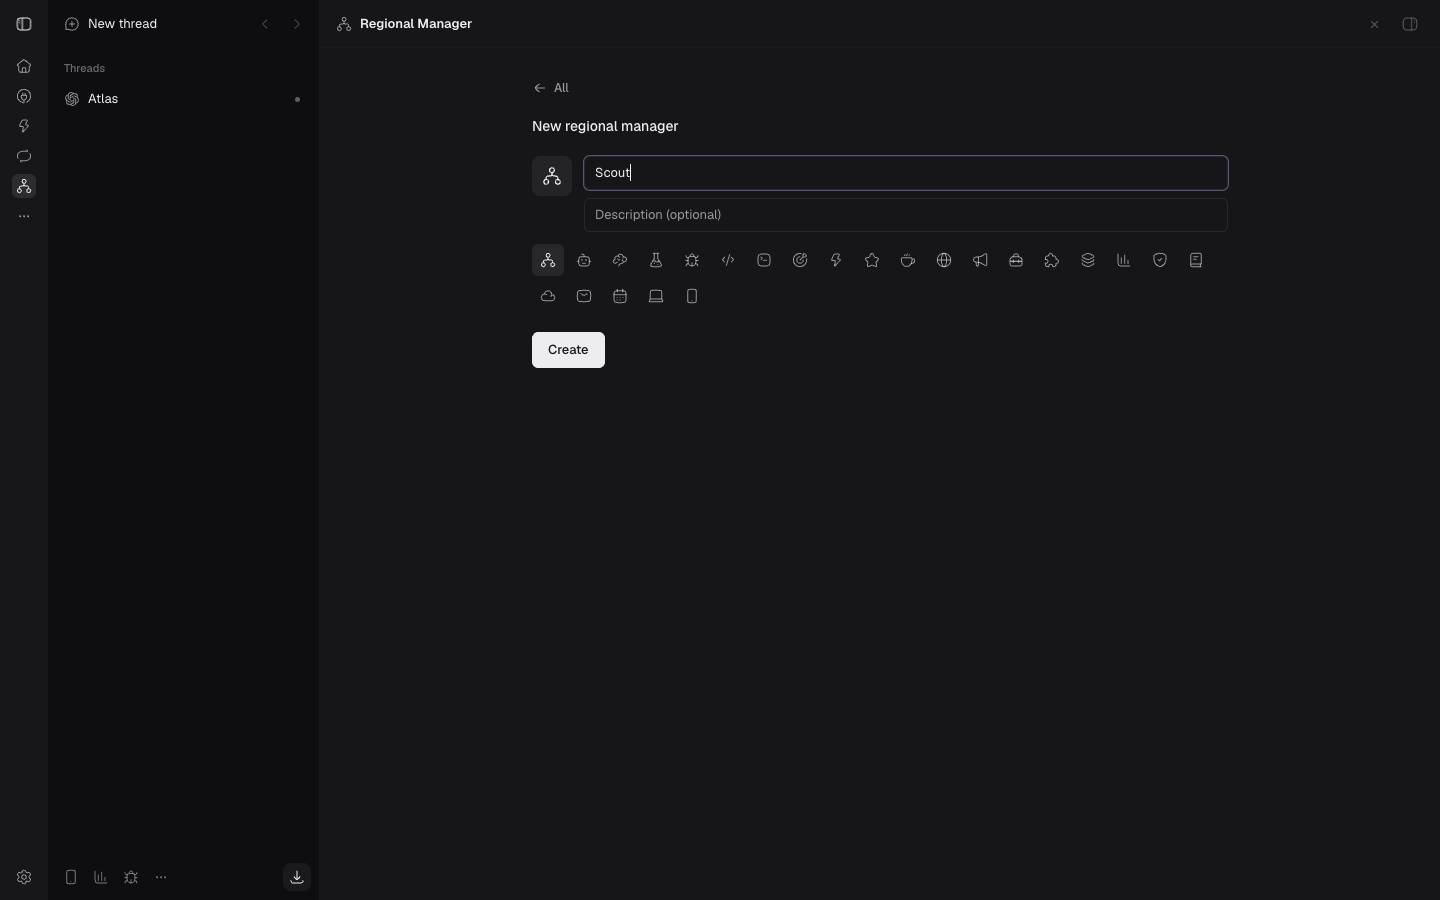 New thread
Threads
Atlas
Regional Manager
All
New regional manager
Scout
Description (optional)
Create